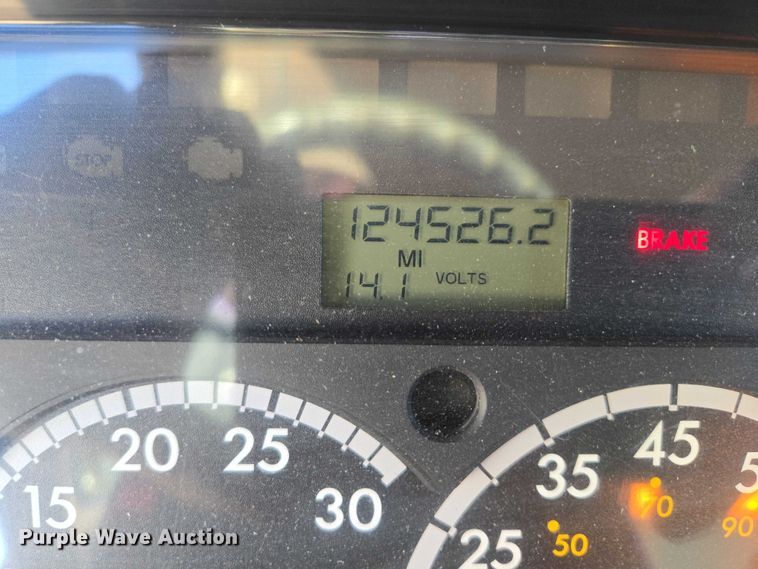 STOP
124526.2
MI
14.1 VOLTS
BRAKE
15 20 25 30
25 35 45
50 70 90
Purple Wave Auction